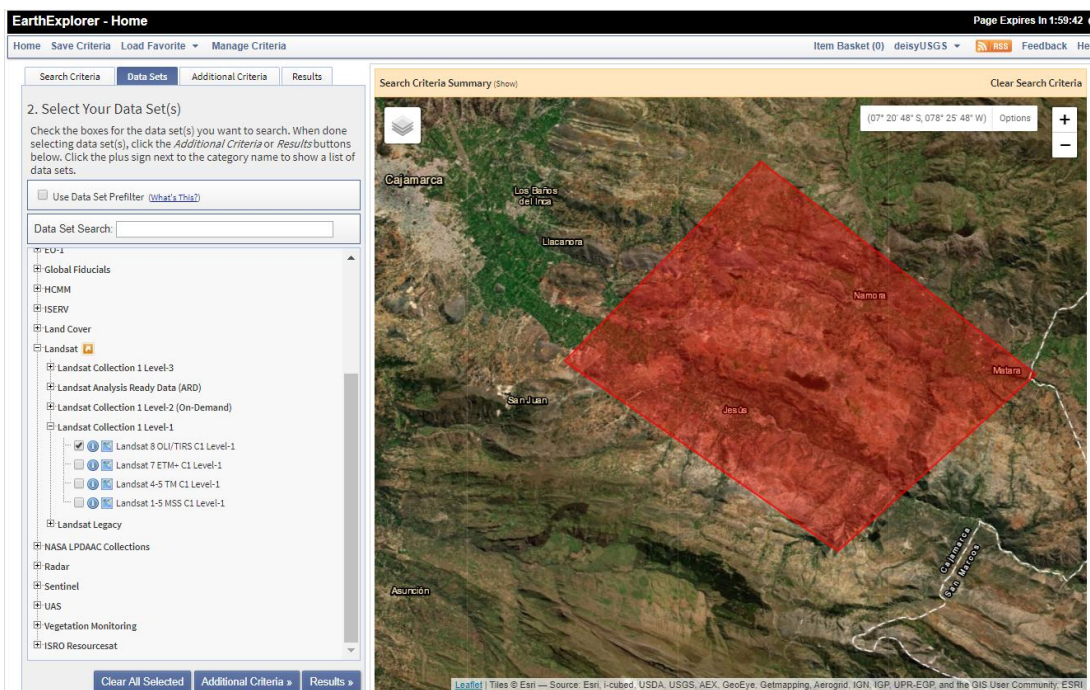 EarthExplorer - Home
Page Expires In 1:59:42
Home Save Criteria Load Favorite Manage Criteria
Item Basket (0) deisyUSGS RSS Feedback He
Search Criteria Data Sets Additional Criteria Results
2. Select Your Data Set(s)
Check the boxes for the data set(s) you want to search. When done
selecting data set(s), click the Additional Criteria or Results buttons
below. Click the plus sign next to the category name to show a list of
data sets.
Use Data Set Prefilter (What's This?)
Data Set Search:
EO-1
Global Fiducials
HCMM
ISERV
Land Cover
Landsat
Landsat Collection 1 Level-3
Landsat Analysis Ready Data (ARD)
Landsat Collection 1 Level-2 (On-Demand)
Landsat Collection 1 Level-1
Landsat 8 OLI/TIRS C1 Level-1
Landsat 7 ETM+ C1 Level-1
Landsat 4-5 TM C1 Level-1
Landsat 1-5 MSS C1 Level-1
Landsat Legacy
NASA LPDAAC Collections
Radar
Sentinel
UAS
Vegetation Monitoring
ISRO Resourcesat
Clear All Selected Additional Criteria » Results »
Search Criteria Summary (Show)
Clear Search Criteria
(07° 20' 48" S, 078° 25' 48" W) Options
+
−
Cajamarca
Los Baños
del Inca
Llacanora
Namora
Matara
San Juan
Jesús
Cajamarca
San Marcos
Asunción
Leaflet | Tiles © Esri — Source: Esri, i-cubed, USDA, USGS, AEX, GeoEye, Getmapping, Aerogrid, IGN, IGP, UPR-EGP, and the GIS User Community, ESRI